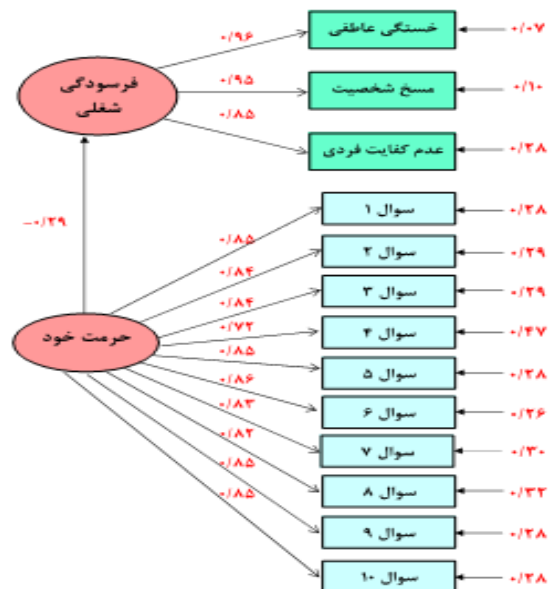 ۰/۹۶
خستگی عاطفی
۰/۰۷
فرسودگی
شغلی
۰/۹۵
مسخ شخصیت
۰/۱۰
۰/۸۵
عدم کفایت فردی
۰/۲۸
-۰/۲۹
حرمت خود
۰/۸۵
سوال ۱
۰/۲۸
۰/۸۴
سوال ۲
۰/۲۹
۰/۸۴
سوال ۳
۰/۲۹
۰/۷۲
سوال ۴
۰/۴۷
۰/۸۵
سوال ۵
۰/۲۸
۰/۸۶
سوال ۶
۰/۲۶
۰/۸۳
سوال ۷
۰/۳۰
۰/۸۲
سوال ۸
۰/۳۲
۰/۸۵
سوال ۹
۰/۲۸
۰/۸۵
سوال ۱۰
۰/۲۸